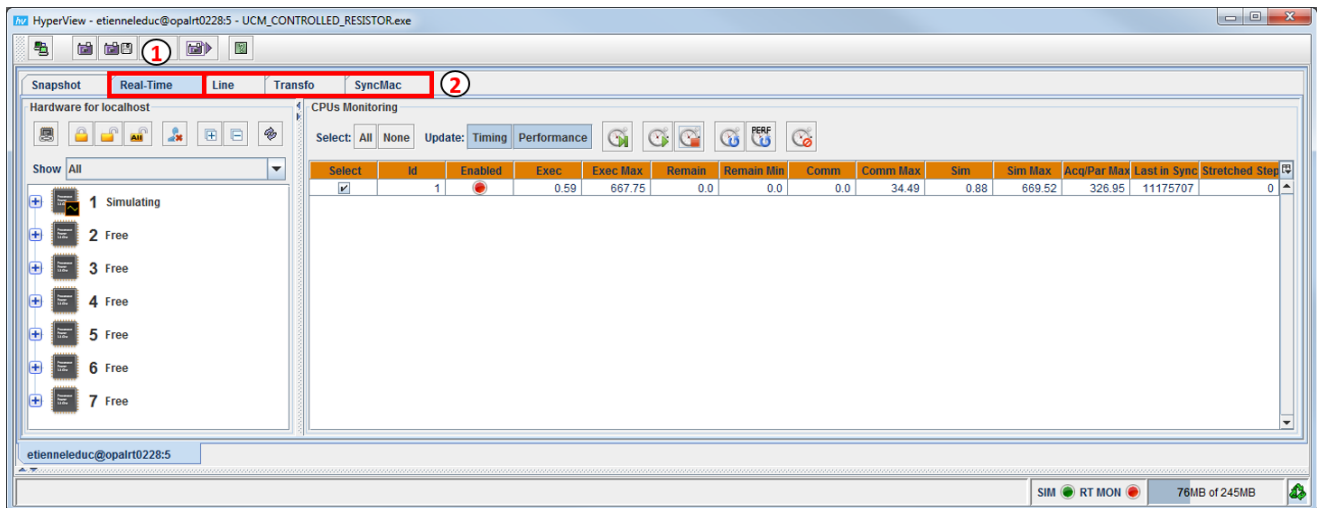 HyperView - etienneleduc@opalrt0228:5 - UCM_CONTROLLED_RESISTOR.exe
1
Snapshot Real-Time Line Transfo SyncMac 2
Hardware for localhost
CPUs Monitoring
ALL
Select: All None Update: Timing Performance PERF
Show All
Select Id Enabled Exec Exec Max Remain Remain Min Comm Comm Max Sim Sim Max Acq/Par Max Last in Sync Stretched Step
1 0.59 667.75 0.0 0.0 0.0 34.49 0.88 669.52 326.95 11175707 0
1 Simulating
2 Free
3 Free
4 Free
5 Free
6 Free
7 Free
etienneleduc@opalrt0228:5
SIM RT MON 76MB of 245MB